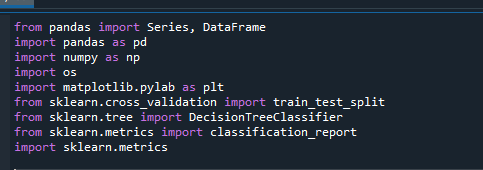 from pandas import Series, DataFrame
import pandas as pd
import numpy as np
import os
import matplotlib.pylab as plt
from sklearn.cross_validation import train_test_split
from sklearn.tree import DecisionTreeClassifier
from sklearn.metrics import classification_report
import sklearn.metrics